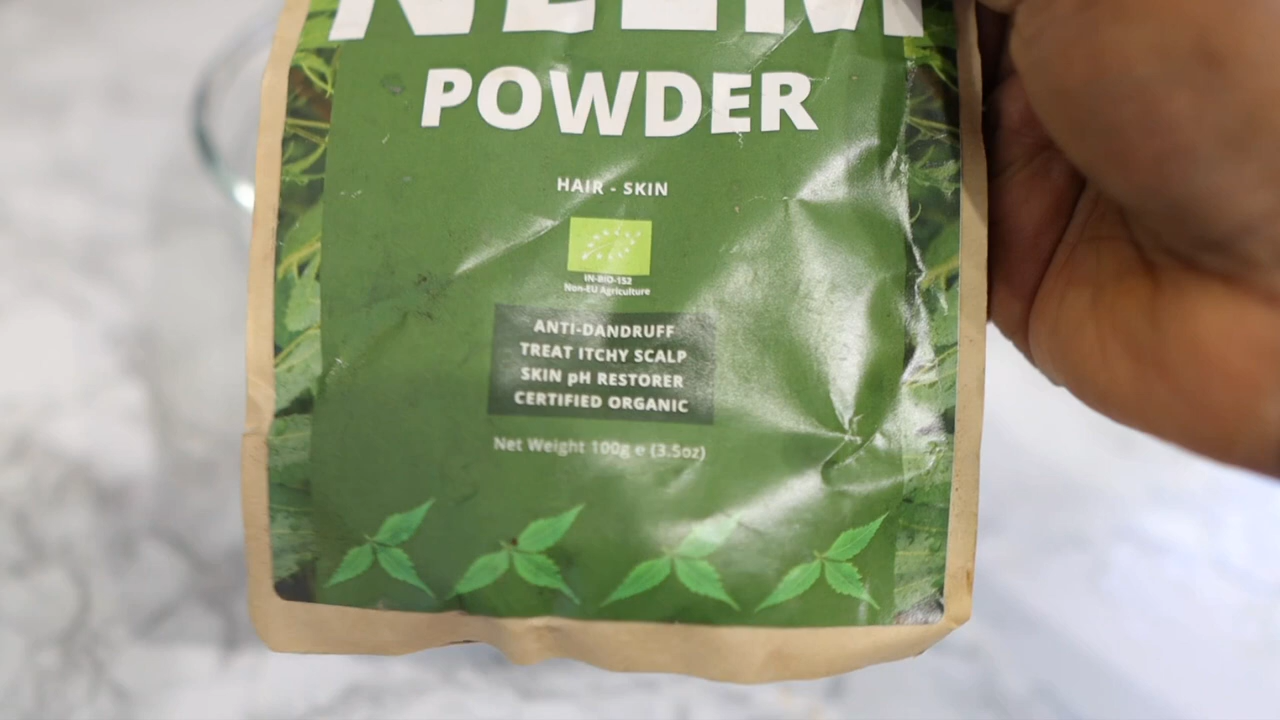 NEEM
POWDER
HAIR - SKIN
IN-BIO-152
Non-EU Agriculture
ANTI-DANDRUFF
TREAT ITCHY SCALP
SKIN pH RESTORER
CERTIFIED ORGANIC
Net Weight 100g e (3.5oz)